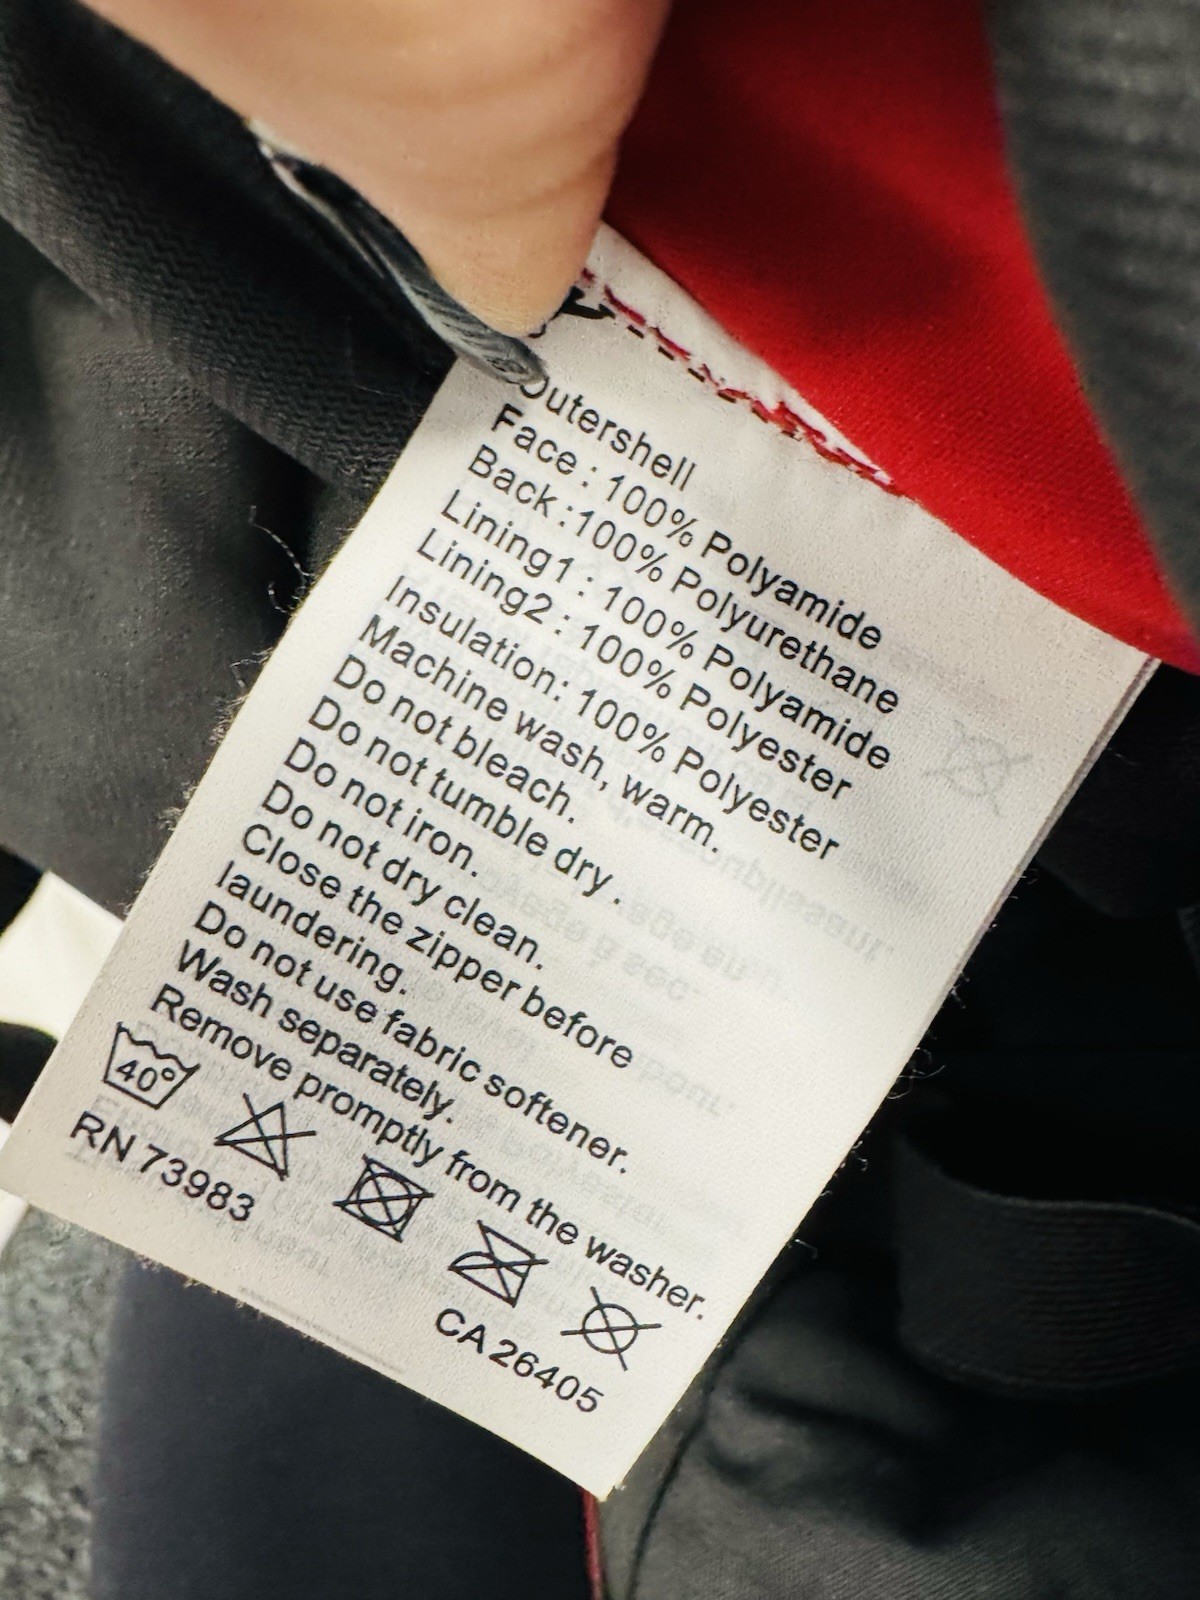 Outershell
Face : 100% Polyamide
Back :100% Polyurethane
Lining1 : 100% Polyamide
Lining2 : 100% Polyester
Insulation: 100% Polyester
Machine wash, warm.
Do not bleach.
Do not tumble dry .
Do not iron.
Do not dry clean.
Close the zipper before
laundering.
Do not use fabric softener.
Wash separately.
Remove promptly from the washer.
40°
RN 73983
CA 26405